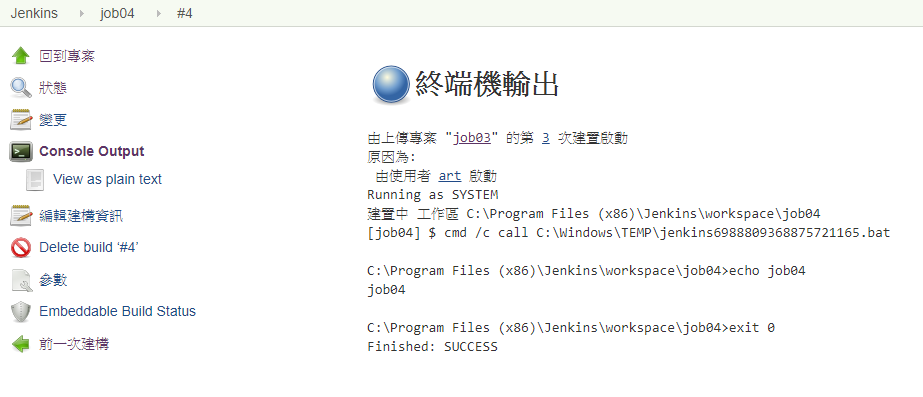 Jenkins job04 #4
回到專案
狀態
變更
Console Output
View as plain text
編輯建構資訊
Delete build ‘#4’
參數
Embeddable Build Status
前一次建構
終端機輸出
由上傳專案 "job03" 的第 3 次建置啟動
原因為:
由使用者 art 啟動
Running as SYSTEM
建置中 工作區 C:\Program Files (x86)\Jenkins\workspace\job04
[job04] $ cmd /c call C:\Windows\TEMP\jenkins6988809368875721165.bat
C:\Program Files (x86)\Jenkins\workspace\job04>echo job04
job04
C:\Program Files (x86)\Jenkins\workspace\job04>exit 0
Finished: SUCCESS